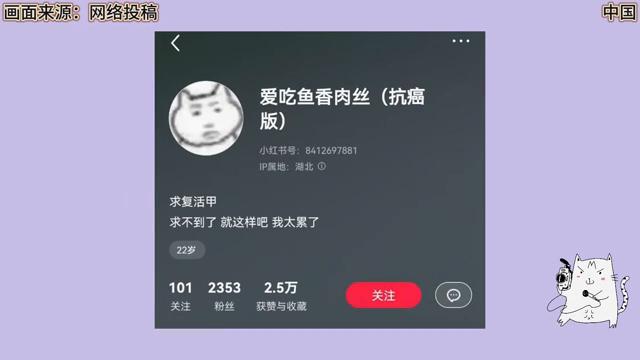 画面来源：网络投稿
中国
爱吃鱼香肉丝（抗癌
版）
小红书号：8412697881
IP属地：湖北
求复活甲
求不到了 就这样吧 我太累了
22岁
101 2353 2.5万
关注 粉丝 获赞与收藏
关注